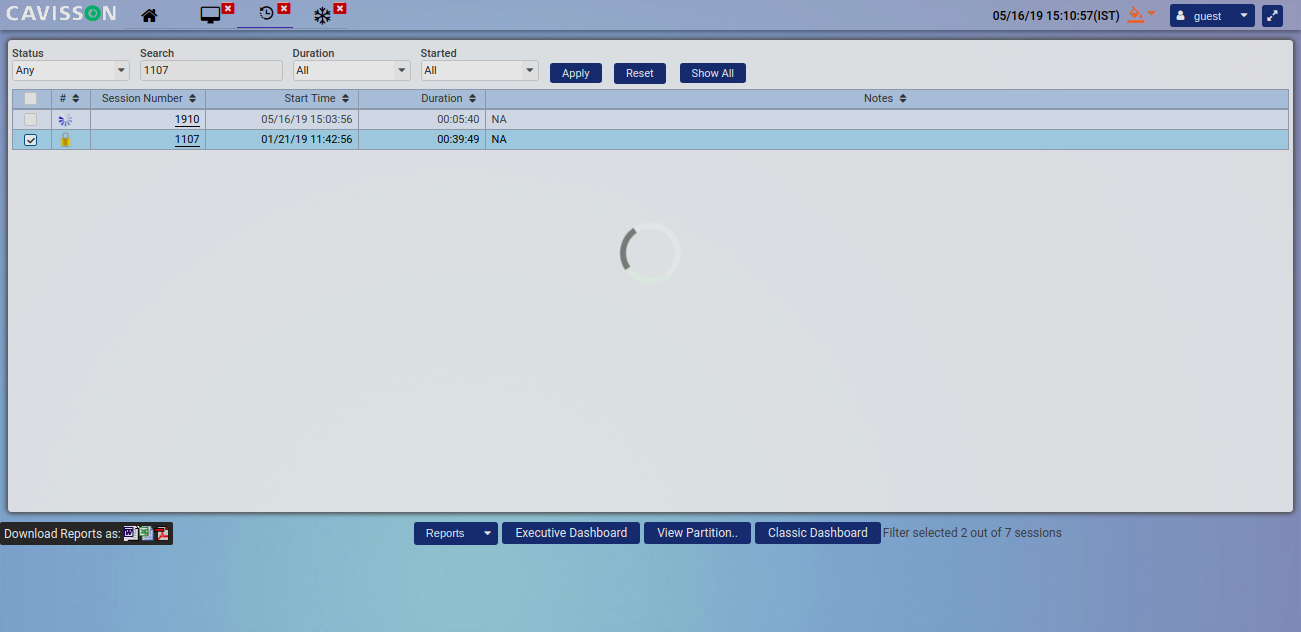 CAVISSON
05/16/19 15:10:57(IST)
guest
Status Search Duration Started
Any 1107 All All Apply Reset Show All
# Session Number Start Time Duration Notes
1910 05/16/19 15:03:56 00:05:40 NA
1107 01/21/19 11:42:56 00:39:49 NA
Download Reports as: Reports Executive Dashboard View Partition.. Classic Dashboard Filter selected 2 out of 7 sessions